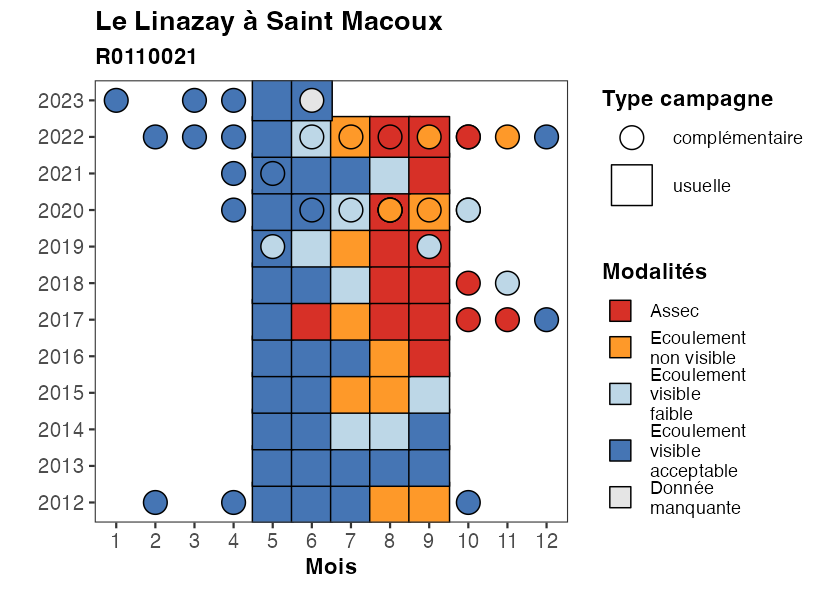 Le Linazay à Saint Macoux
R0110021
2023
2022
2021
2020
2019
2018
2017
2016
2015
2014
2013
2012
1 2 3 4 5 6 7 8 9 10 11 12
Mois
Type campagne
complémentaire
usuelle
Modalités
Assec
Ecoulement
non visible
Ecoulement
visible
faible
Ecoulement
visible
acceptable
Donnée
manquante